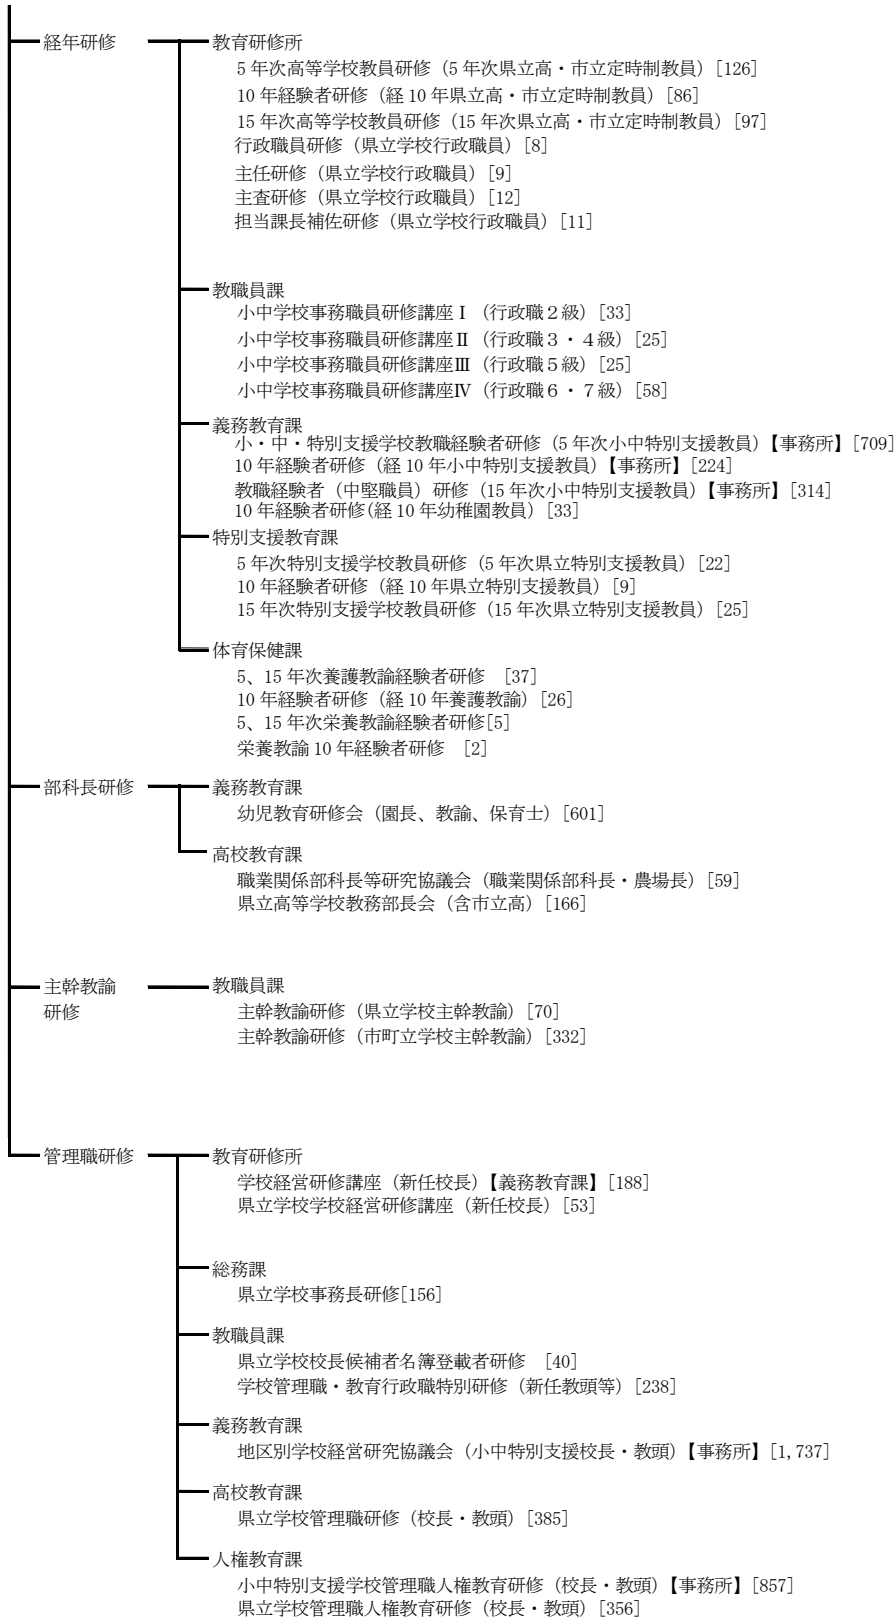 経年研修
教育研修所
5 年次高等学校教員研修（5 年次県立高・市立定時制教員）［126］
10 年経験者研修（経 10 年県立高・市立定時制教員）［86］
15 年次高等学校教員研修（15 年次県立高・市立定時制教員）［97］
行政職員研修（県立学校行政職員）［8］
主任研修（県立学校行政職員）［9］
主査研修（県立学校行政職員）［12］
担当課長補佐研修（県立学校行政職員）［11］
教職員課
小中学校事務職員研修講座Ⅰ（行政職２級）［33］
小中学校事務職員研修講座Ⅱ（行政職３・４級）［25］
小中学校事務職員研修講座Ⅲ（行政職５級）［25］
小中学校事務職員研修講座Ⅳ（行政職６・７級）［58］
義務教育課
小・中・特別支援学校教職経験者研修（5 年次小中特別支援教員）【事務所】［709］
10 年経験者研修（経 10 年小中特別支援教員）【事務所】［224］
教職経験者（中堅職員）研修（15 年次小中特別支援教員）【事務所】［314］
10 年経験者研修(経 10 年幼稚園教員）［33］
特別支援教育課
5 年次特別支援学校教員研修（5 年次県立特別支援教員）［22］
10 年経験者研修（経 10 年県立特別支援教員）［9］
15 年次特別支援学校教員研修（15 年次県立特別支援教員）［25］
体育保健課
5、15 年次養護教諭経験者研修　［37］
10 年経験者研修（経 10 年養護教諭）［26］
5、15 年次栄養教諭経験者研修［5］
栄養教諭 10 年経験者研修　［2］
部科長研修
義務教育課
幼児教育研修会（園長、教諭、保育士）［601］
高校教育課
職業関係部科長等研究協議会（職業関係部科長・農場長）［59］
県立高等学校教務部長会（含市立高）［166］
主幹教諭
研修
教職員課
主幹教諭研修（県立学校主幹教諭）［70］
主幹教諭研修（市町立学校主幹教諭）［332］
管理職研修
教育研修所
学校経営研修講座（新任校長）【義務教育課】［188］
県立学校学校経営研修講座（新任校長）［53］
総務課
県立学校事務長研修［156］
教職員課
県立学校校長候補者名簿登載者研修　［40］
学校管理職・教育行政職特別研修（新任教頭等）［238］
義務教育課
地区別学校経営研究協議会（小中特別支援校長・教頭）【事務所】［1,737］
高校教育課
県立学校管理職研修（校長・教頭）［385］
人権教育課
小中特別支援学校管理職人権教育研修（校長・教頭）【事務所】［857］
県立学校管理職人権教育研修（校長・教頭）［356］